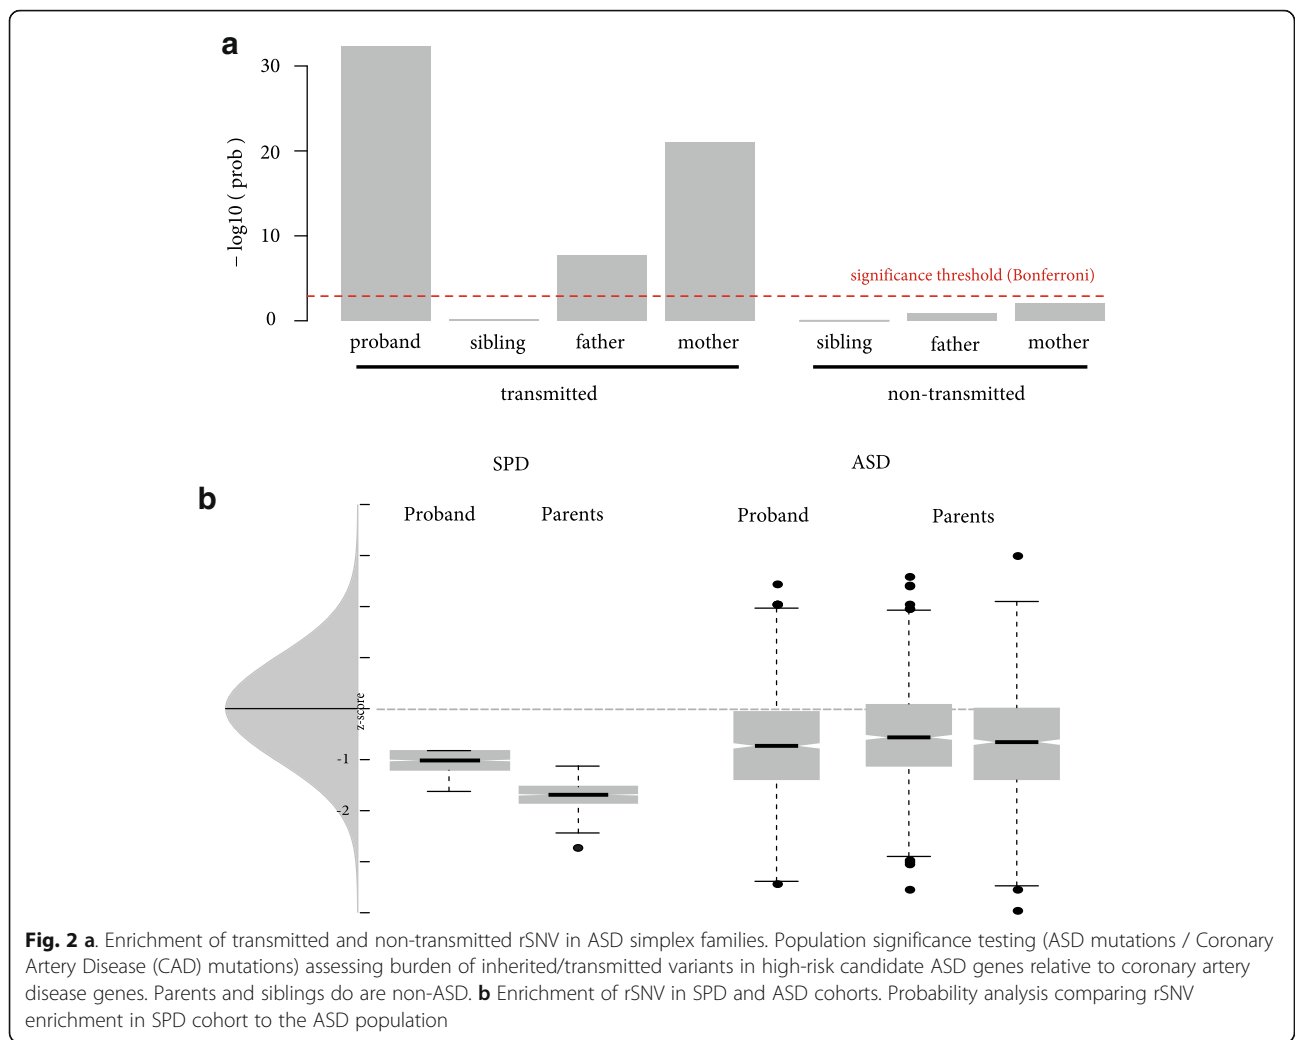 a
30
20
10
0
– log10 ( prob )
significance threshold (Bonferroni)
proband sibling father mother sibling father mother
transmitted non-transmitted
SPD ASD
b
Proband Parents Proband Parents
z-score
-1
-2
Fig. 2 a. Enrichment of transmitted and non-transmitted rSNV in ASD simplex families. Population significance testing (ASD mutations / Coronary
Artery Disease (CAD) mutations) assessing burden of inherited/transmitted variants in high-risk candidate ASD genes relative to coronary artery
disease genes. Parents and siblings do are non-ASD. b Enrichment of rSNV in SPD and ASD cohorts. Probability analysis comparing rSNV
enrichment in SPD cohort to the ASD population